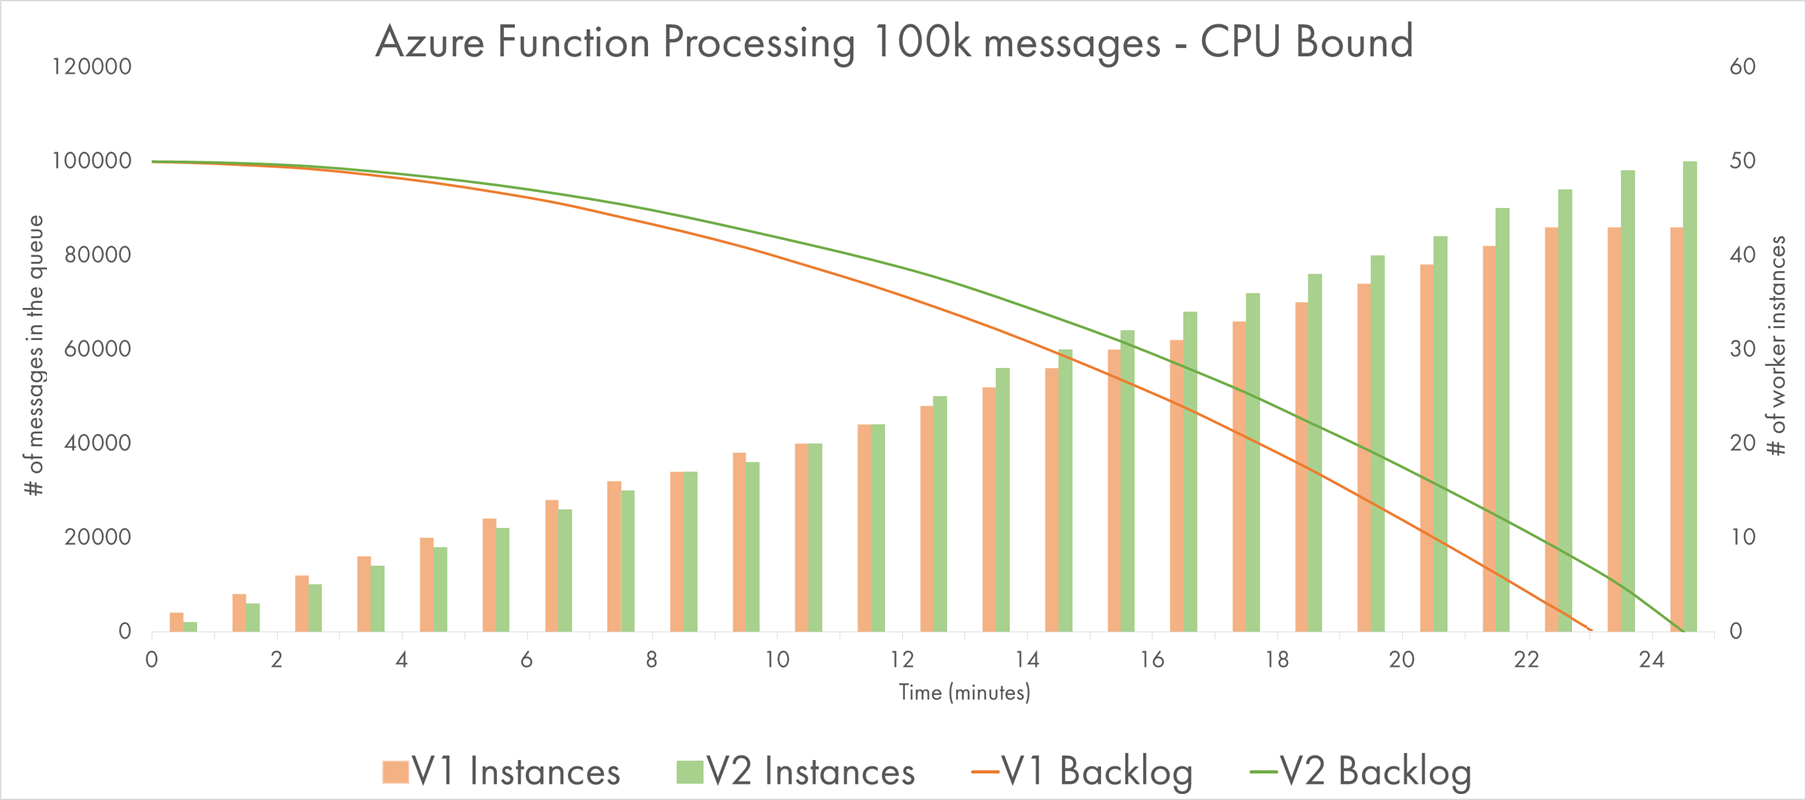 Azure Function Processing 100k messages - CPU Bound
120000
100000
80000
60000
40000
20000
0
# of messages in the queue
60
50
40
30
20
10
0
# of worker instances
0 2 4 6 8 10 12 14 16 18 20 22 24
Time (minutes)
V1 Instances V2 Instances V1 Backlog V2 Backlog